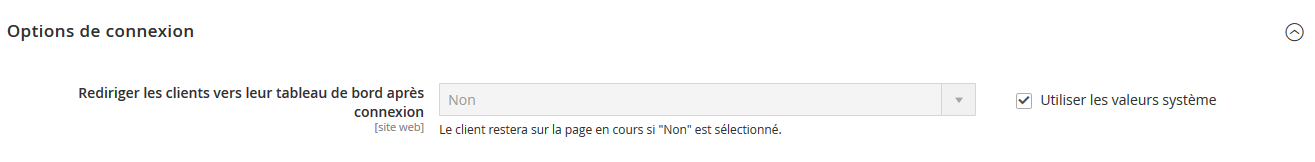 Options de connexion
Rediriger les clients vers leur tableau de bord après
connexion
[site web]
Non
Le client restera sur la page en cours si "Non" est sélectionné.
Utiliser les valeurs système